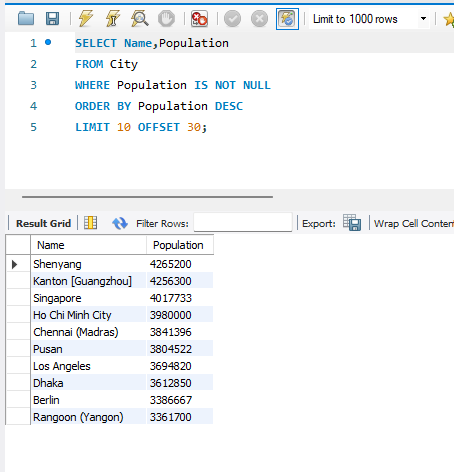 Limit to 1000 rows
1 SELECT Name,Population
2 FROM City
3 WHERE Population IS NOT NULL
4 ORDER BY Population DESC
5 LIMIT 10 OFFSET 30;
Result Grid Filter Rows: Export: Wrap Cell Conten
Name Population
Shenyang 4265200
Kanton [Guangzhou] 4256300
Singapore 4017733
Ho Chi Minh City 3980000
Chennai (Madras) 3841396
Pusan 3804522
Los Angeles 3694820
Dhaka 3612850
Berlin 3386667
Rangoon (Yangon) 3361700